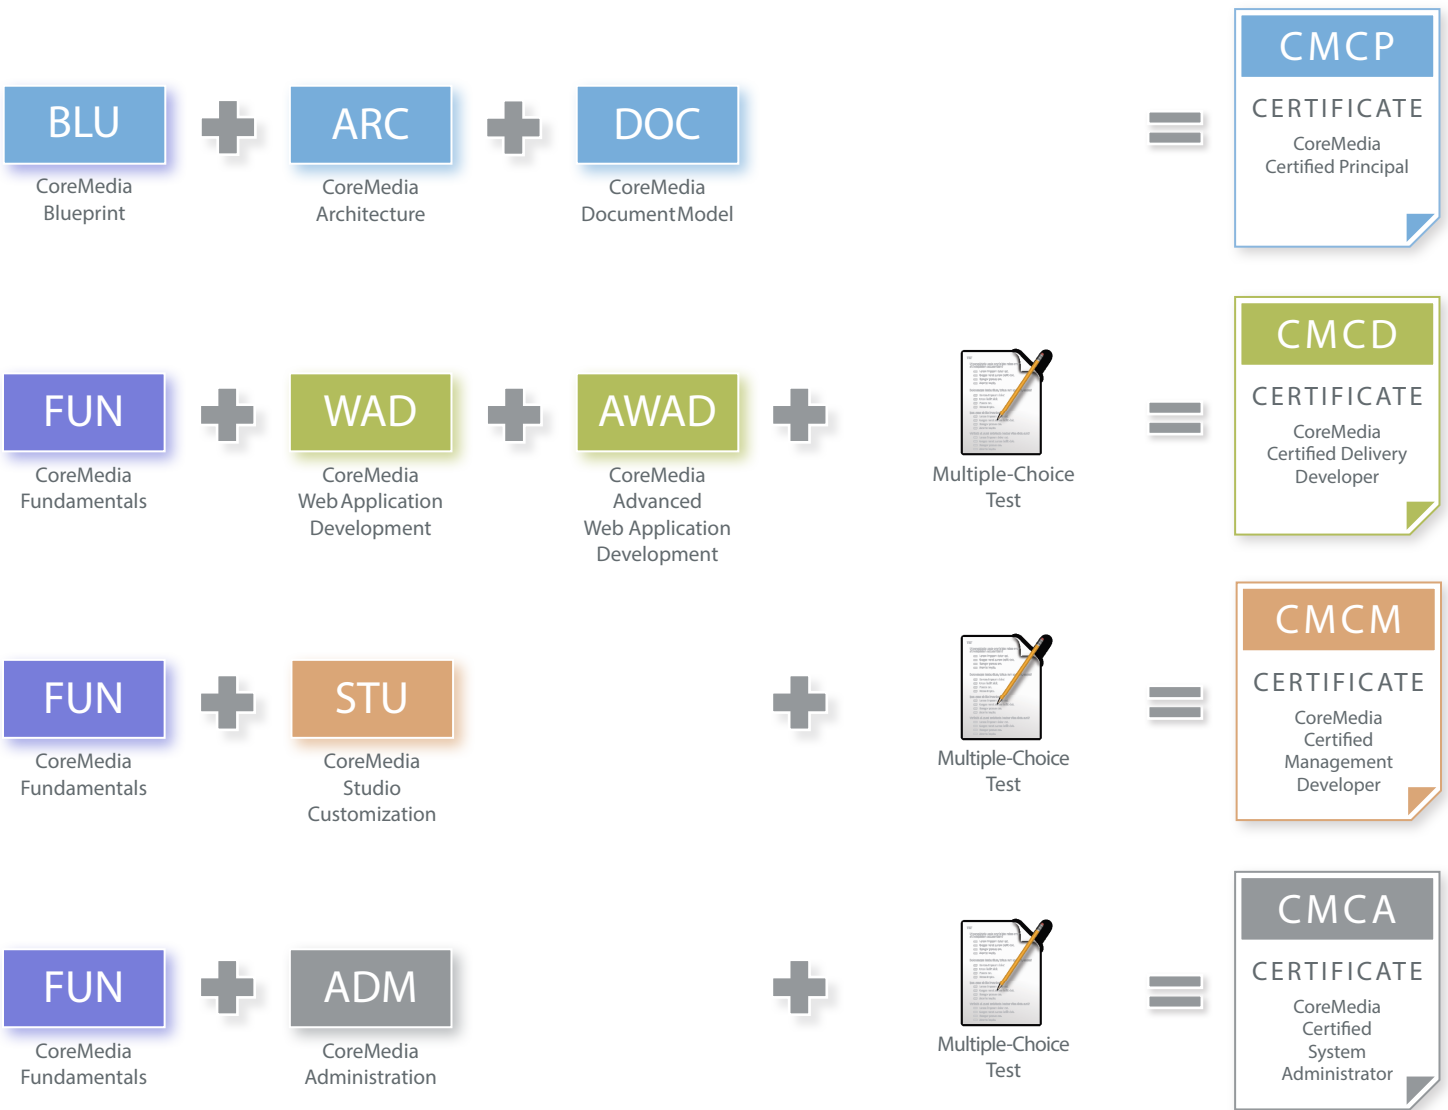 BLU
CoreMedia
Blueprint
ARC
CoreMedia
Architecture
DOC
CoreMedia
Document Model
CMCP
CERTIFICATE
CoreMedia
Certified Principal
FUN
CoreMedia
Fundamentals
WAD
CoreMedia
Web Application
Development
AWAD
CoreMedia
Advanced
Web Application
Development
Multiple-Choice
Test
CMCD
CERTIFICATE
CoreMedia
Certified Delivery
Developer
FUN
CoreMedia
Fundamentals
STU
CoreMedia
Studio
Customization
Multiple-Choice
Test
CMCM
CERTIFICATE
CoreMedia
Certified
Management
Developer
FUN
CoreMedia
Fundamentals
ADM
CoreMedia
Administration
Multiple-Choice
Test
CMCA
CERTIFICATE
CoreMedia
Certified
System
Administrator